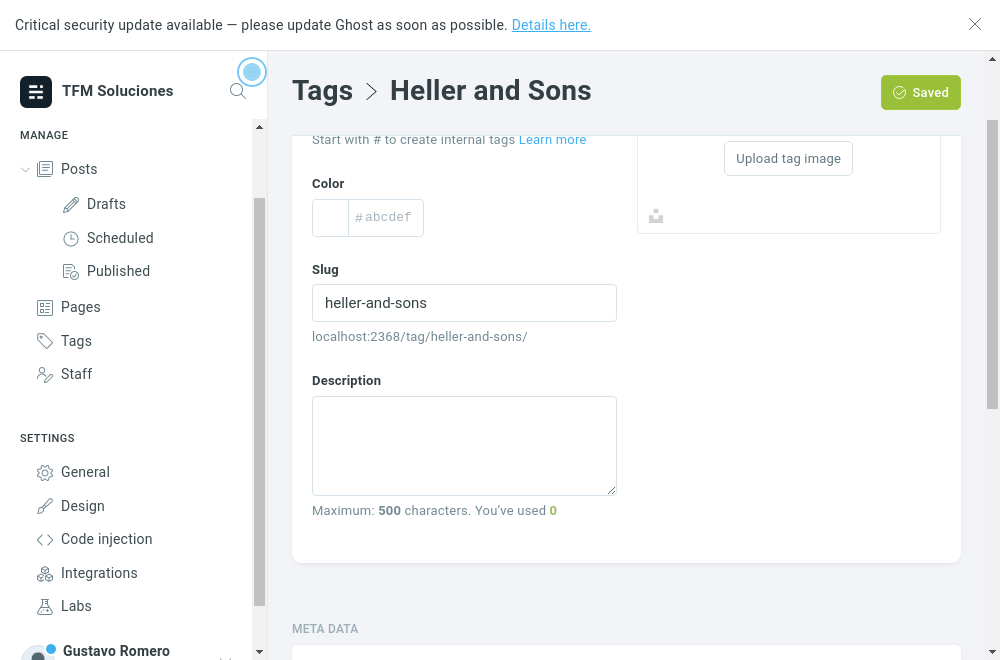 Critical security update available — please update Ghost as soon as possible. Details here.
TFM Soluciones
MANAGE
Posts
Drafts
Scheduled
Published
Pages
Tags
Staff
SETTINGS
General
Design
Code injection
Integrations
Labs
Gustavo Romero
Tags > Heller and Sons
Saved
Start with # to create internal tags Learn more
Upload tag image
Color
# abcdef
Slug
heller-and-sons
localhost:2368/tag/heller-and-sons/
Description
Maximum: 500 characters. You’ve used 0
META DATA